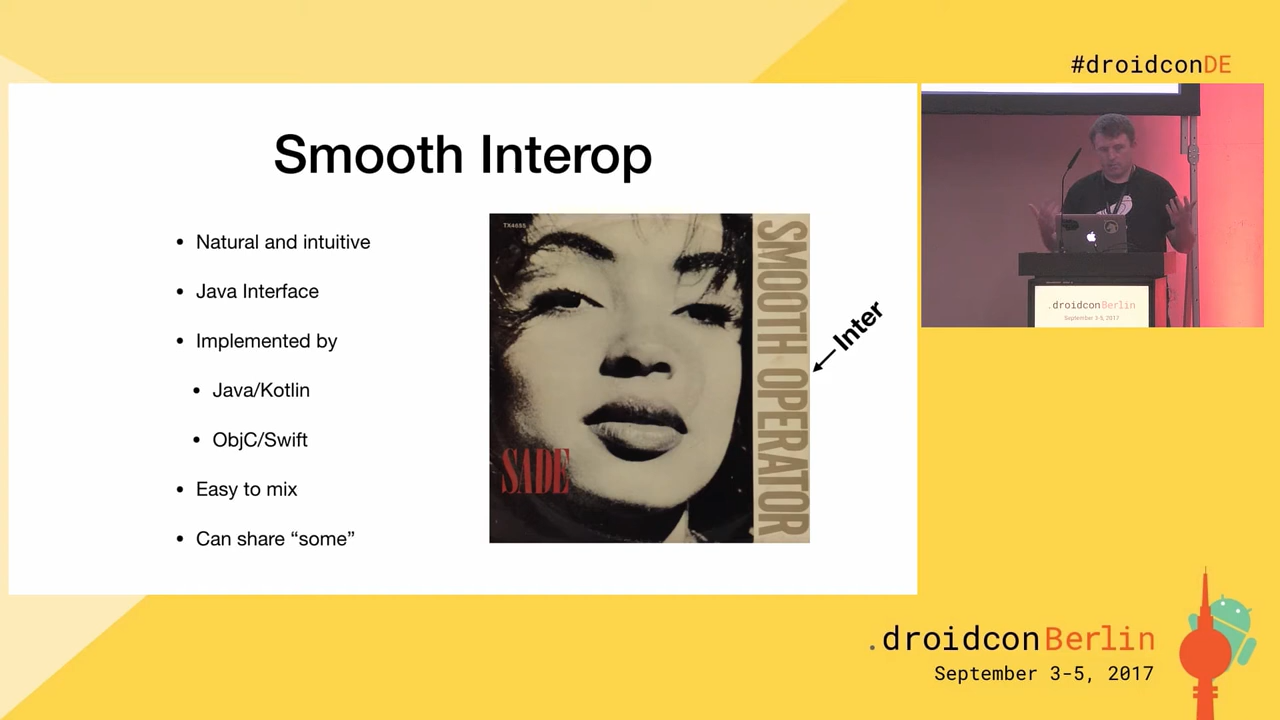 #droidconDE
Smooth Interop
• Natural and intuitive
• Java Interface
• Implemented by
• Java/Kotlin
• ObjC/Swift
• Easy to mix
• Can share “some”
TX4655
SADE
SMOOTH OPERATOR
Inter
.droidconBerlin
September 3-5, 2017
.droidconBerlin
September 3-5, 2017